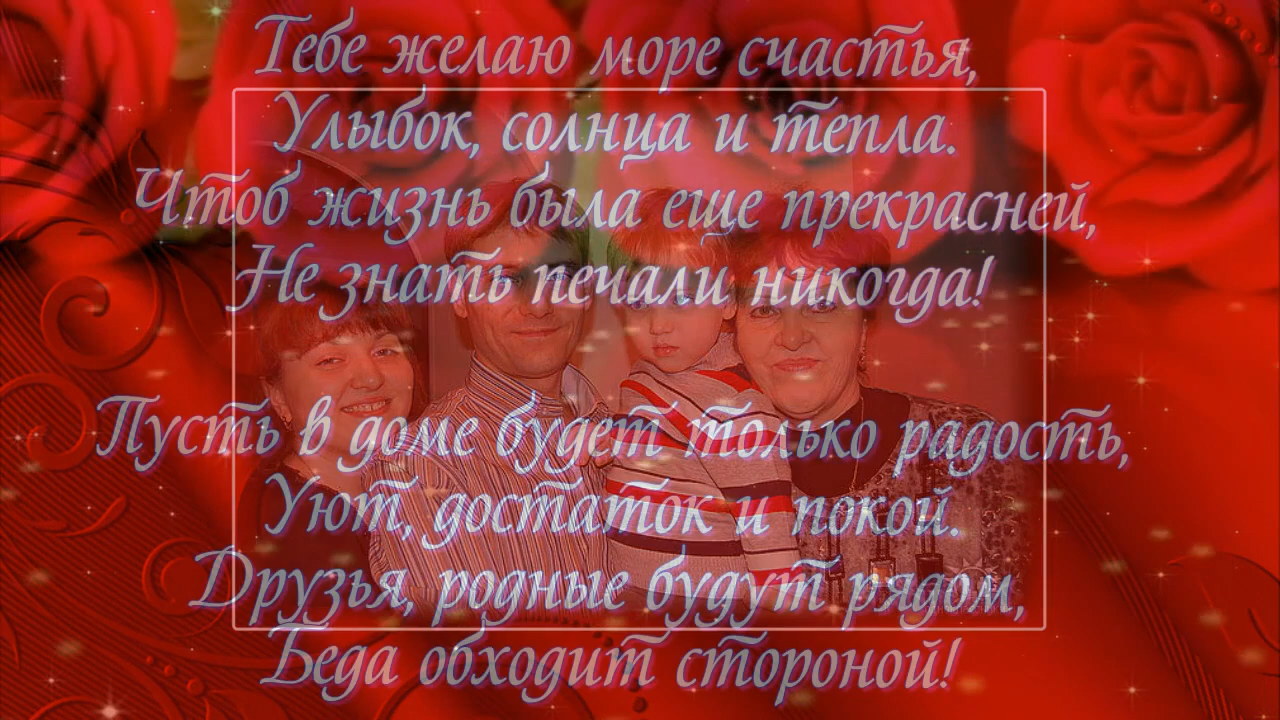 Тебе желаю море счастья,
Улыбок, солнца и тепла.
Чтоб жизнь была еще прекрасней,
Не знать печали никогда!
Пусть в доме будет только радость,
Уют, достаток и покой.
Друзья, родные будут рядом,
Беда обходит стороной!